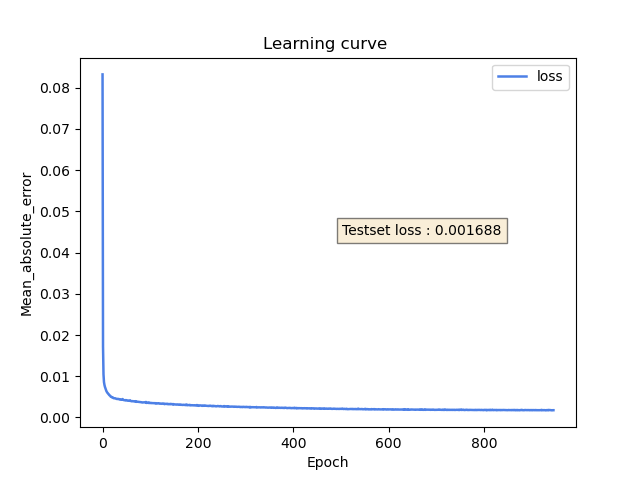 Learning curve
loss
0.08
0.07
0.06
0.05
0.04
0.03
0.02
0.01
0.00
Mean_absolute_error
Testset loss : 0.001688
0 200 400 600 800
Epoch